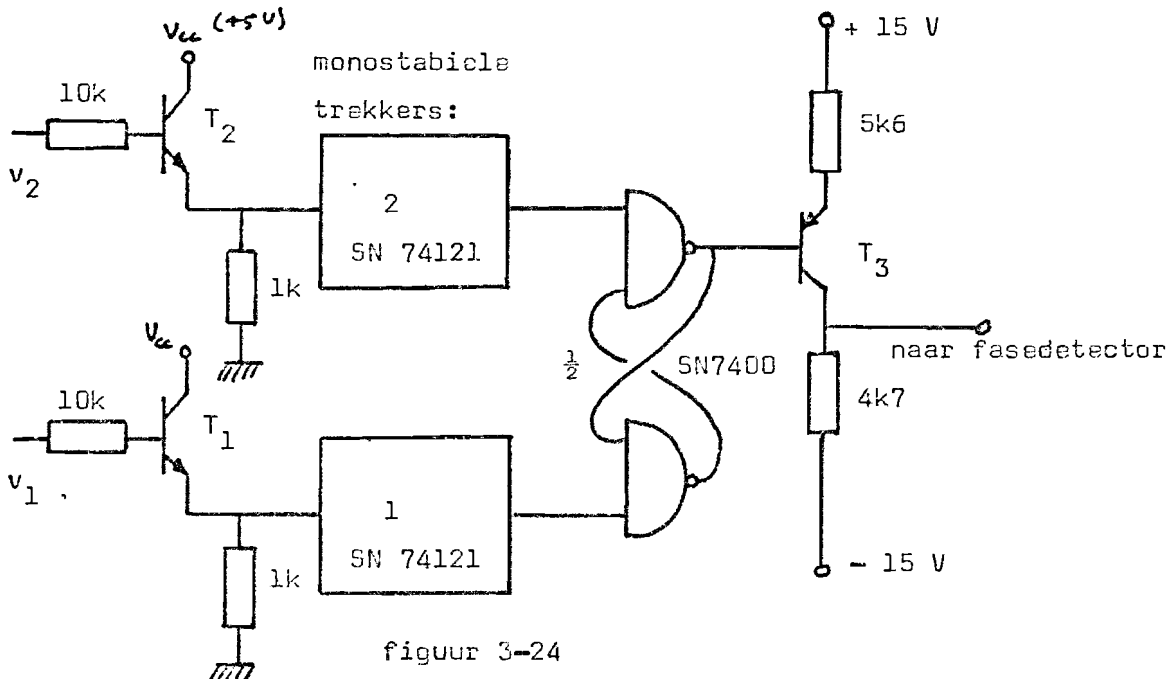 Vcc (+5V)
monostabiele
trekkers:
10k
T2
v2
2
SN 74121
1k
+ 15 V
5k6
T3
naar fasedetector
4k7
- 15 V
½
SN7400
Vcc
10k
T1
v1
1
SN 74121
1k
figuur 3-24